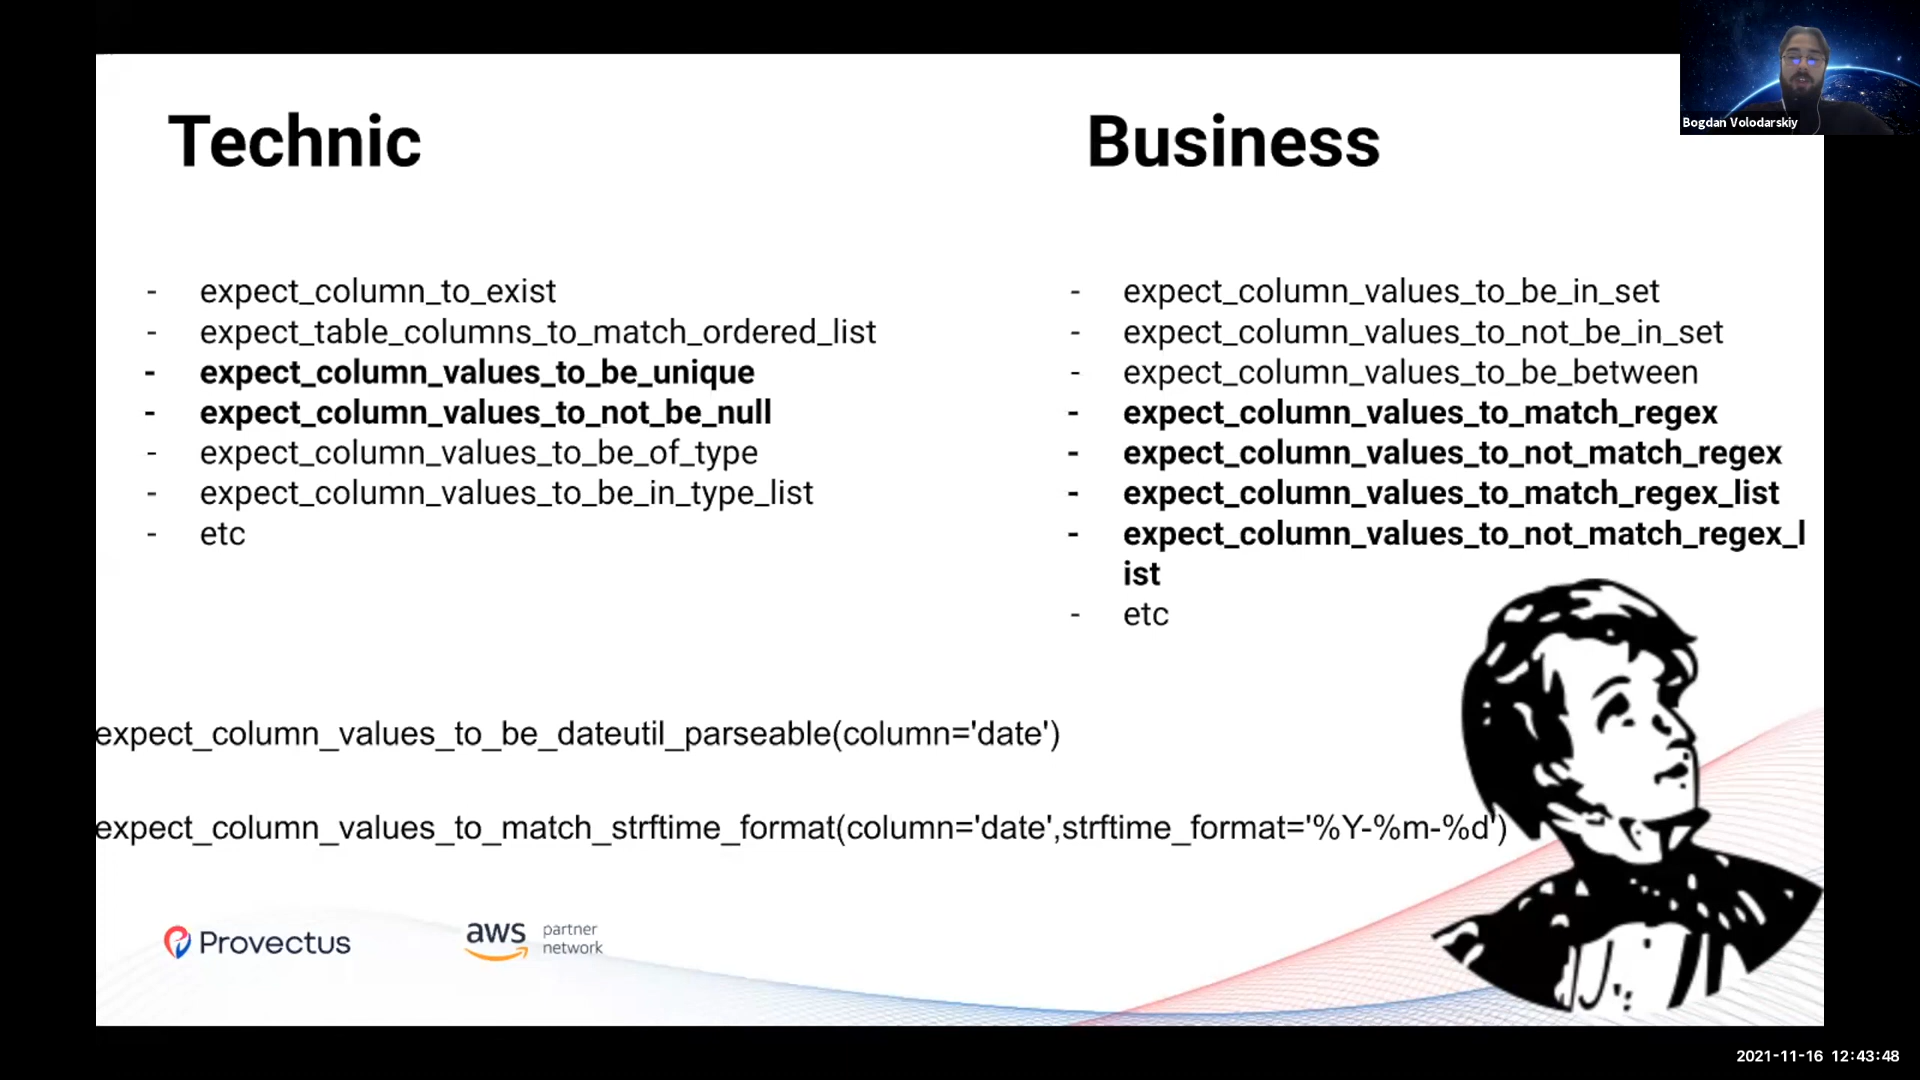 Bogdan Volodarskiy
Technic
- expect_column_to_exist
- expect_table_columns_to_match_ordered_list
- expect_column_values_to_be_unique
- expect_column_values_to_not_be_null
- expect_column_values_to_be_of_type
- expect_column_values_to_be_in_type_list
- etc
Business
- expect_column_values_to_be_in_set
- expect_column_values_to_not_be_in_set
- expect_column_values_to_be_between
- expect_column_values_to_match_regex
- expect_column_values_to_not_match_regex
- expect_column_values_to_match_regex_list
- expect_column_values_to_not_match_regex_l
ist
- etc
expect_column_values_to_be_dateutil_parseable(column='date')
expect_column_values_to_match_strftime_format(column='date',strftime_format='%Y-%m-%d')
Provectus
aws partner
network
2021-11-16 12:43:48